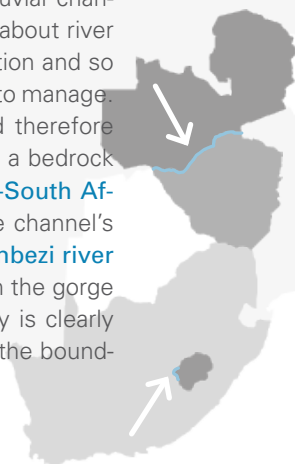 uvial chan-
about river
tion and so
to manage.
d therefore
a bedrock
-South Af-
e channel's
nbezi river
n the gorge
y is clearly
the bound-